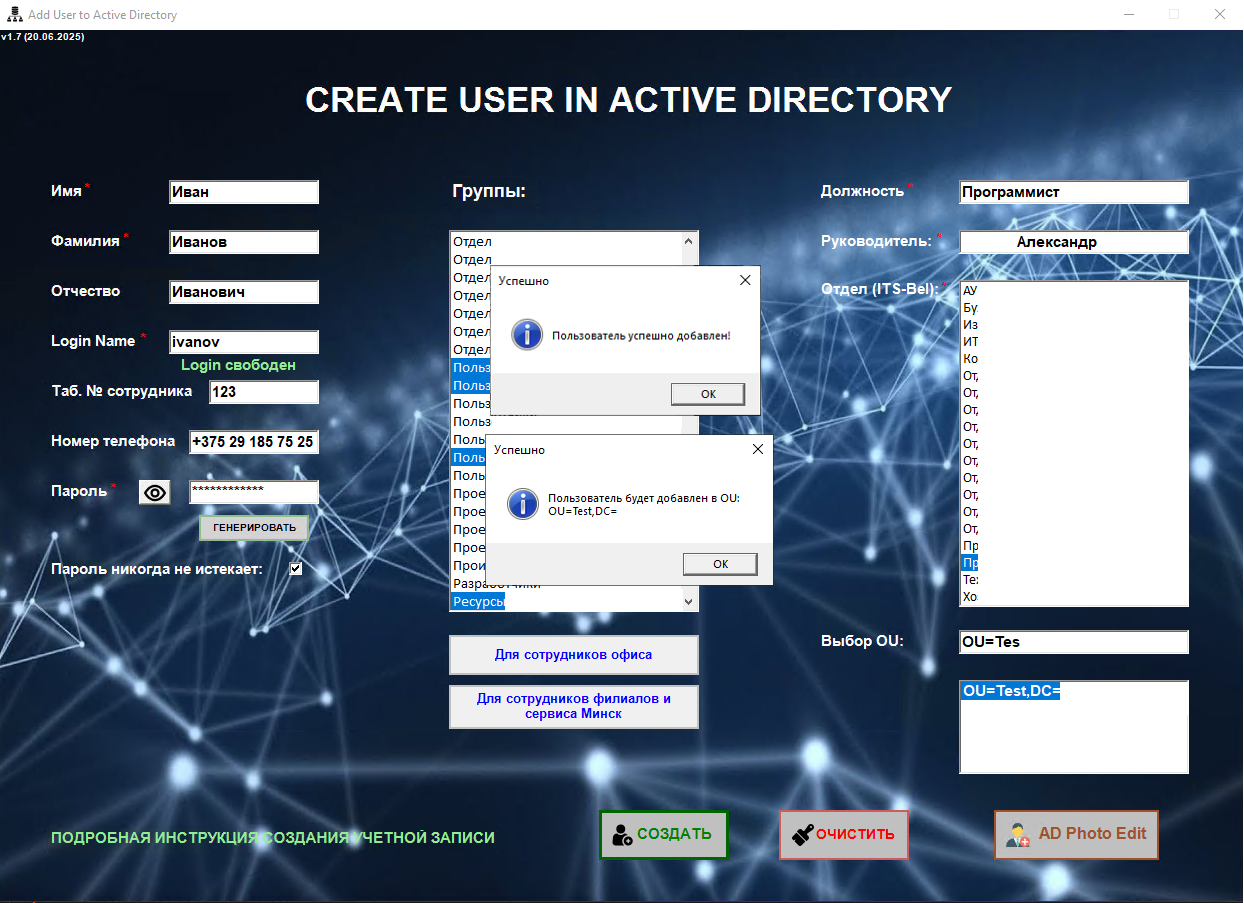 Add User to Active Directory
v1.7 (20.06.2025)
CREATE USER IN ACTIVE DIRECTORY
Имя *
Иван
Фамилия *
Иванов
Отчество
Иванович
Login Name *
ivanov
Login свободен
Таб. № сотрудника
123
Номер телефона
+375 29 185 75 25
Пароль *
************
ГЕНЕРИРОВАТЬ
Пароль никогда не истекает:
Группы:
Отдел
Отдел
Отдел
Отдел
Отдел
Отдел
Отдел
Польз
Польз
Польз
Польз
Поль
Поль
Поль
Прое
Прое
Прое
Прое
Прои
Разработчики
Ресурсы
Успешно
Пользователь успешно добавлен!
OK
Успешно
Пользователь будет добавлен в OU:
OU=Test,DC=
OK
Для сотрудников офиса
Для сотрудников филиалов и
сервиса Минск
Должность *
Программист
Руководитель: *
Александр
Отдел (ITS-Bel): *
АУ
Бу
Из
ИТ
Ко
От,
От,
От,
От,
От,
От,
От,
От,
От,
От,
Пр
Пр
Те
Хо
Выбор OU:
OU=Tes
OU=Test,DC=
ПОДРОБНАЯ ИНСТРУКЦИЯ СОЗДАНИЯ УЧЕТНОЙ ЗАПИСИ
СОЗДАТЬ
ОЧИСТИТЬ
AD Photo Edit